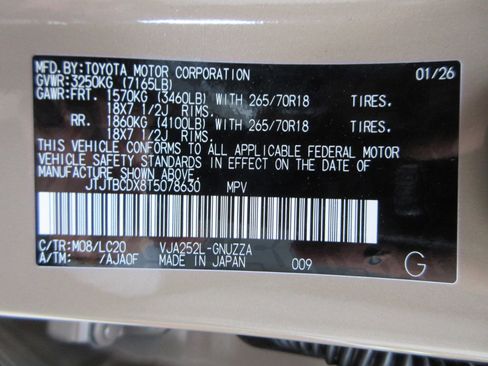 MFD.BY:TOYOTA MOTOR CORPORATION 01/26
GVWR:3250KG (7165LB)
GAWR:FRT. 1570KG (3460LB) WITH 265/70R18 TIRES.
18X7 1/2J RIMS.
RR. 1860KG (4100LB) WITH 265/70R18 TIRES.
18X7 1/2J RIMS.
THIS VEHICLE CONFORMS TO ALL APPLICABLE FEDERAL MOTOR
VEHICLE SAFETY STANDARDS IN EFFECT ON THE DATE OF
MANUFACTURE SHOWN ABOVE.
JTJTBCDX8T5078630 MPV
C/TR:M08/LC20 VJA252L-GNUZZA
A/TM: /AJA0F MADE IN JAPAN 009 G